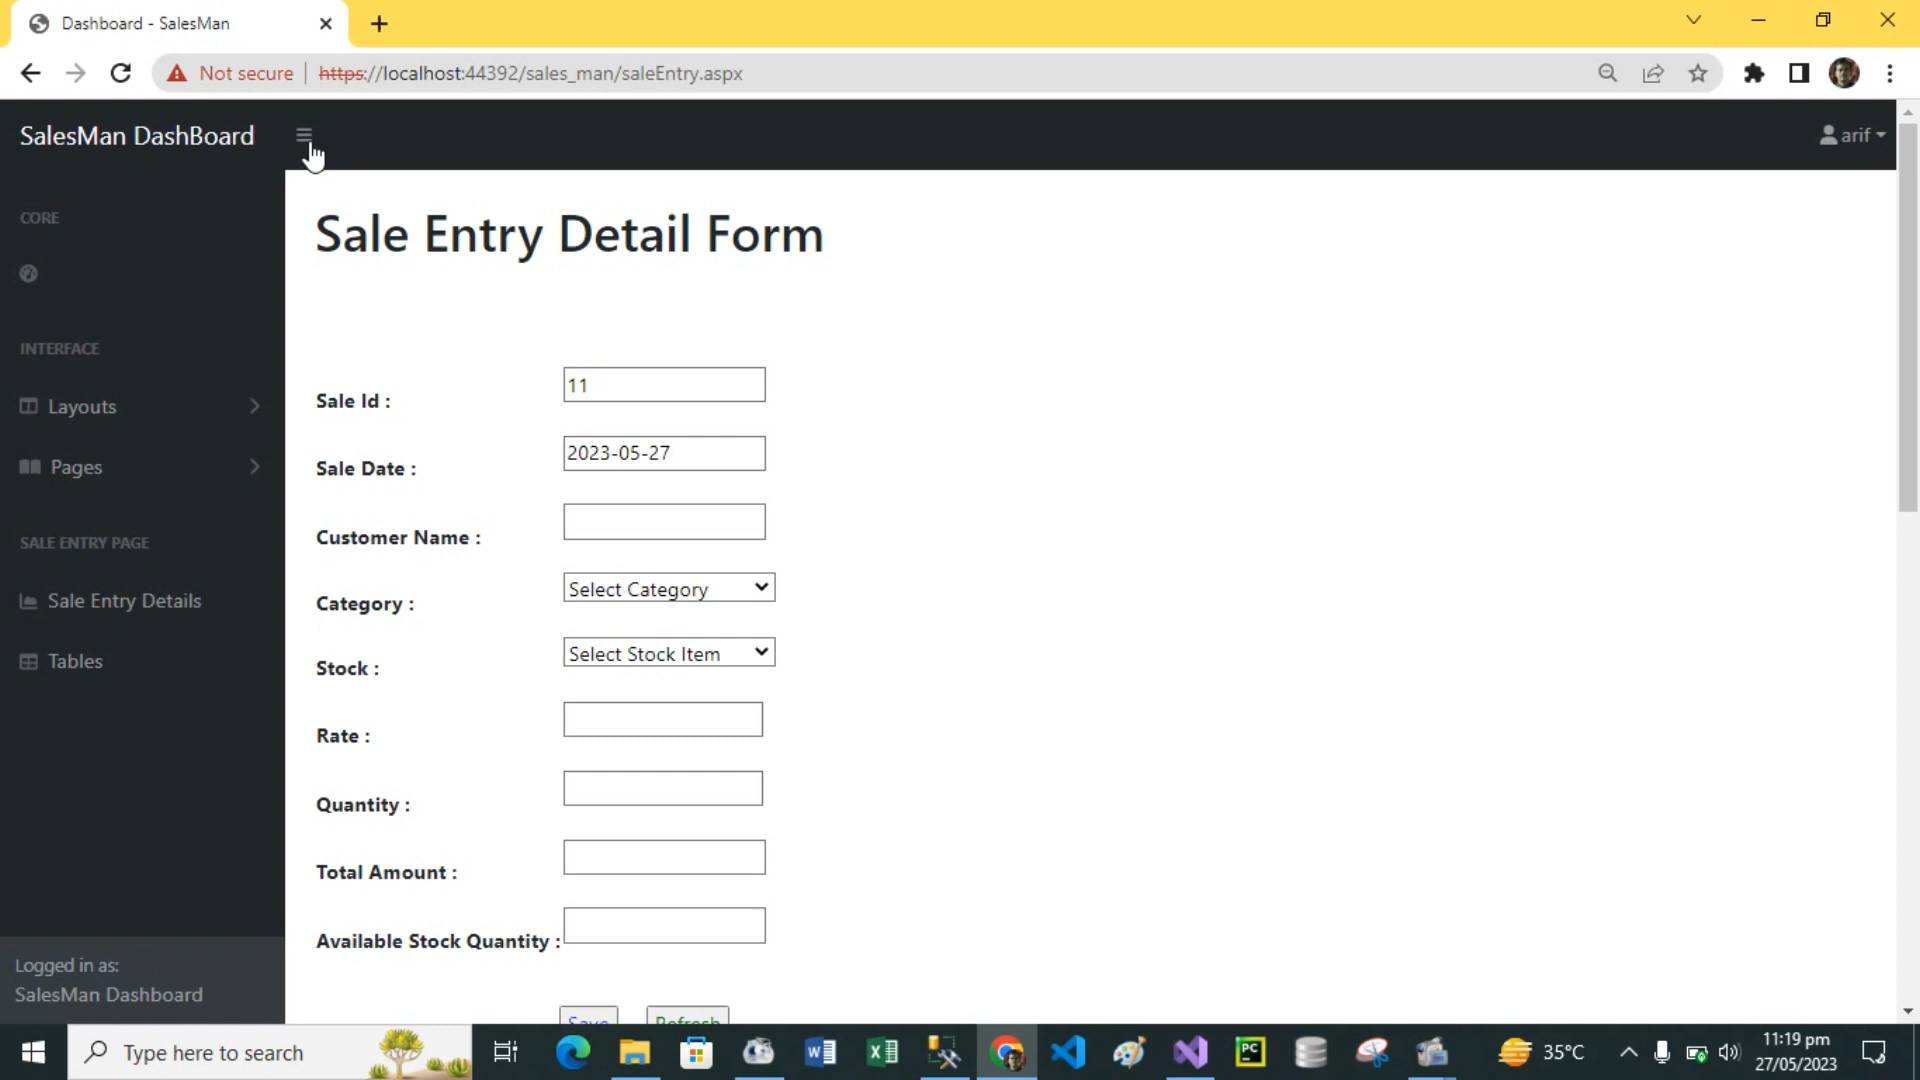 Dashboard - SalesMan
Not secure
https://localhost:44392/sales_man/saleEntry.aspx
SalesMan DashBoard
arif
CORE
INTERFACE
Layouts
Pages
SALE ENTRY PAGE
Sale Entry Details
Tables
Logged in as:
SalesMan Dashboard
Sale Entry Detail Form
Sale Id : 11
Sale Date : 2023-05-27
Customer Name :
Category : Select Category
Stock : Select Stock Item
Rate :
Quantity :
Total Amount :
Available Stock Quantity :
Save Refresh
Type here to search
35°C
11:19 pm
27/05/2023